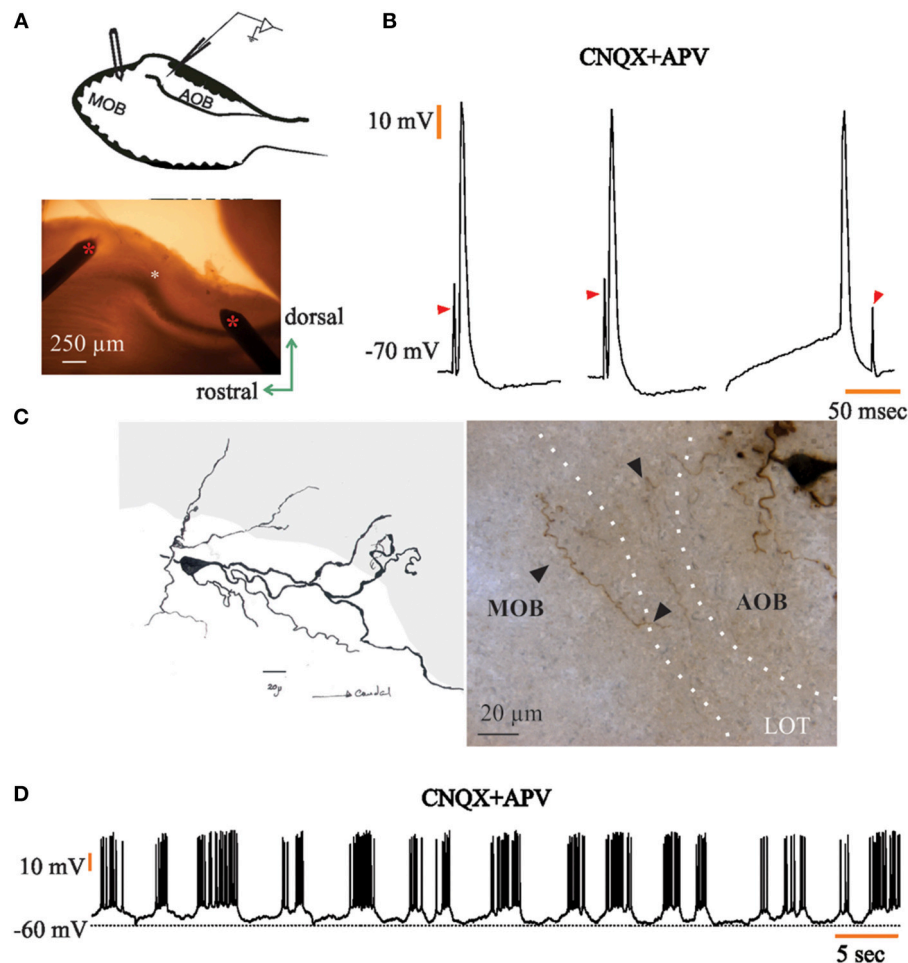 A
MOB
AOB
*
*
*
250 µm
dorsal
rostral
B
CNQX+APV
10 mV
-70 mV
50 msec
C
20µ
Caudal
MOB
AOB
20 µm
LOT
D
CNQX+APV
10 mV
-60 mV
5 sec